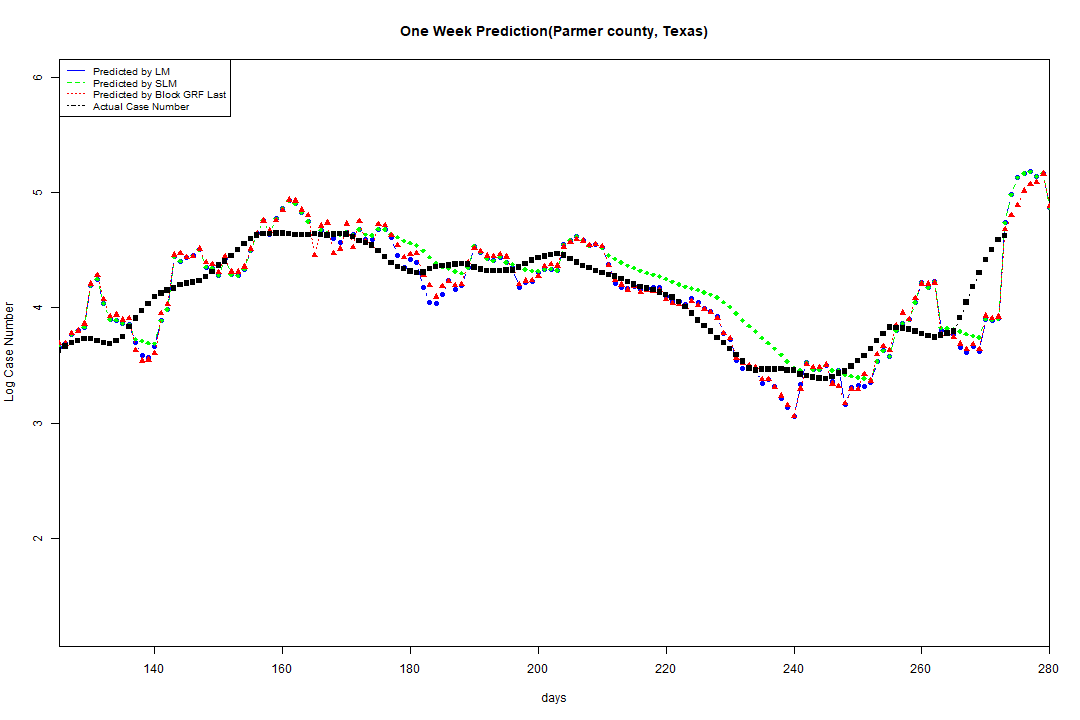 One Week Prediction(Parmer county, Texas)
Predicted by LM
Predicted by SLM
Predicted by Block GRF Last
Actual Case Number
6
5
4
3
2
Log Case Number
140 160 180 200 220 240 260 280
days